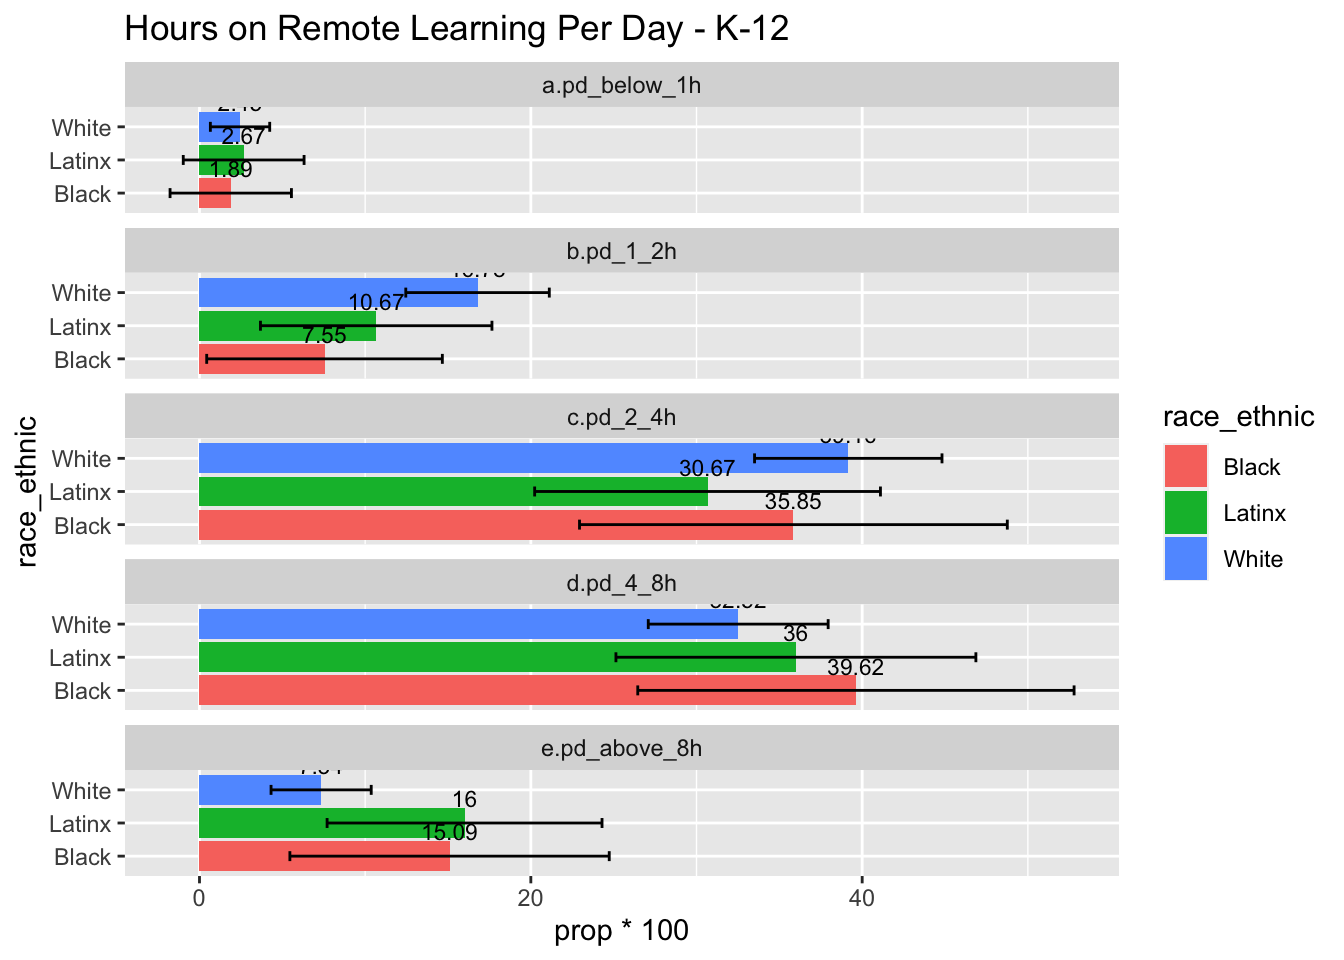 Hours on Remote Learning Per Day - K-12
a.pd_below_1h
White
2.67
Latinx
1.89
Black
b.pd_1_2h
White
10.67
Latinx
7.55
Black
c.pd_2_4h
White
30.67
Latinx
35.85
Black
d.pd_4_8h
White
36
Latinx
39.62
Black
e.pd_above_8h
White
16
Latinx
15.09
Black
0 20 40
prop * 100
race_ethnic
race_ethnic
Black
Latinx
White